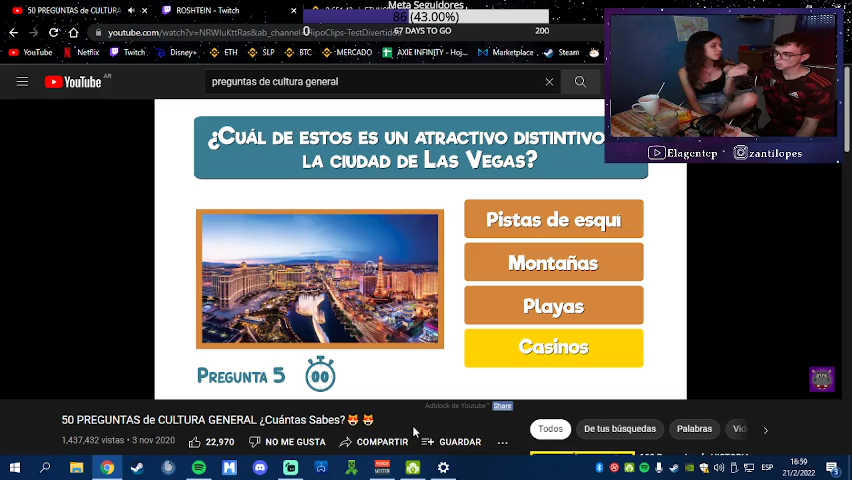 50 PREGUNTAS de CULTURA
ROSHTEIN - Twitch
Meta Seguidores
86 (43.00%)
0 67 DAYS TO GO 200
youtube.com/watch?v=
YouTube Netflix Twitch Disney+ ETH SLP BTC MERCADO AXIE INFINITY - Hoj... Marketplace Steam
YouTube AR
preguntas de cultura general
Elagentep zantilopes
¿CUÁL DE ESTOS ES UN ATRACTIVO DISTINTIVO
LA CIUDAD DE LAS VEGAS?
Pistas de esquí
Montañas
Playas
Casinos
PREGUNTA 5 00
Adblock de Youtube™ Share
50 PREGUNTAS de CULTURA GENERAL ¿Cuántas Sabes?
1,437,432 vistas • 3 nov 2020
22,970 NO ME GUSTA COMPARTIR GUARDAR ...
Todos De tus búsquedas Palabras
ESP
16:59
21/2/2022
3